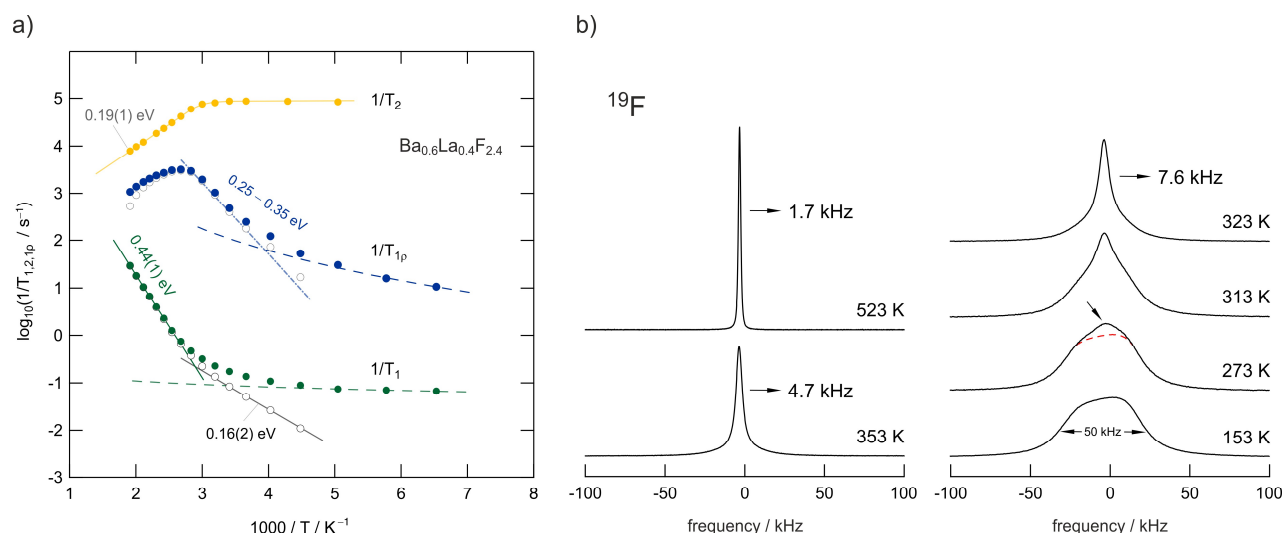 a)
log₁₀(1/T₁,₂,₁ρ / s⁻¹)
5
4
3
2
1
0
-1
-2
-3
1
2
3
4
5
6
7
8
1000 / T / K⁻¹
0.19(1) eV
1/T₂
Ba₀.₆La₀.₄F₂.₄
0.25 – 0.35 eV
1/T₁ρ
0.44(1) eV
1/T₁
0.16(2) eV
b)
¹⁹F
1.7 kHz
523 K
4.7 kHz
353 K
-100
-50
0
50
100
frequency / kHz
7.6 kHz
323 K
313 K
273 K
50 kHz
153 K
-100
-50
0
50
100
frequency / kHz